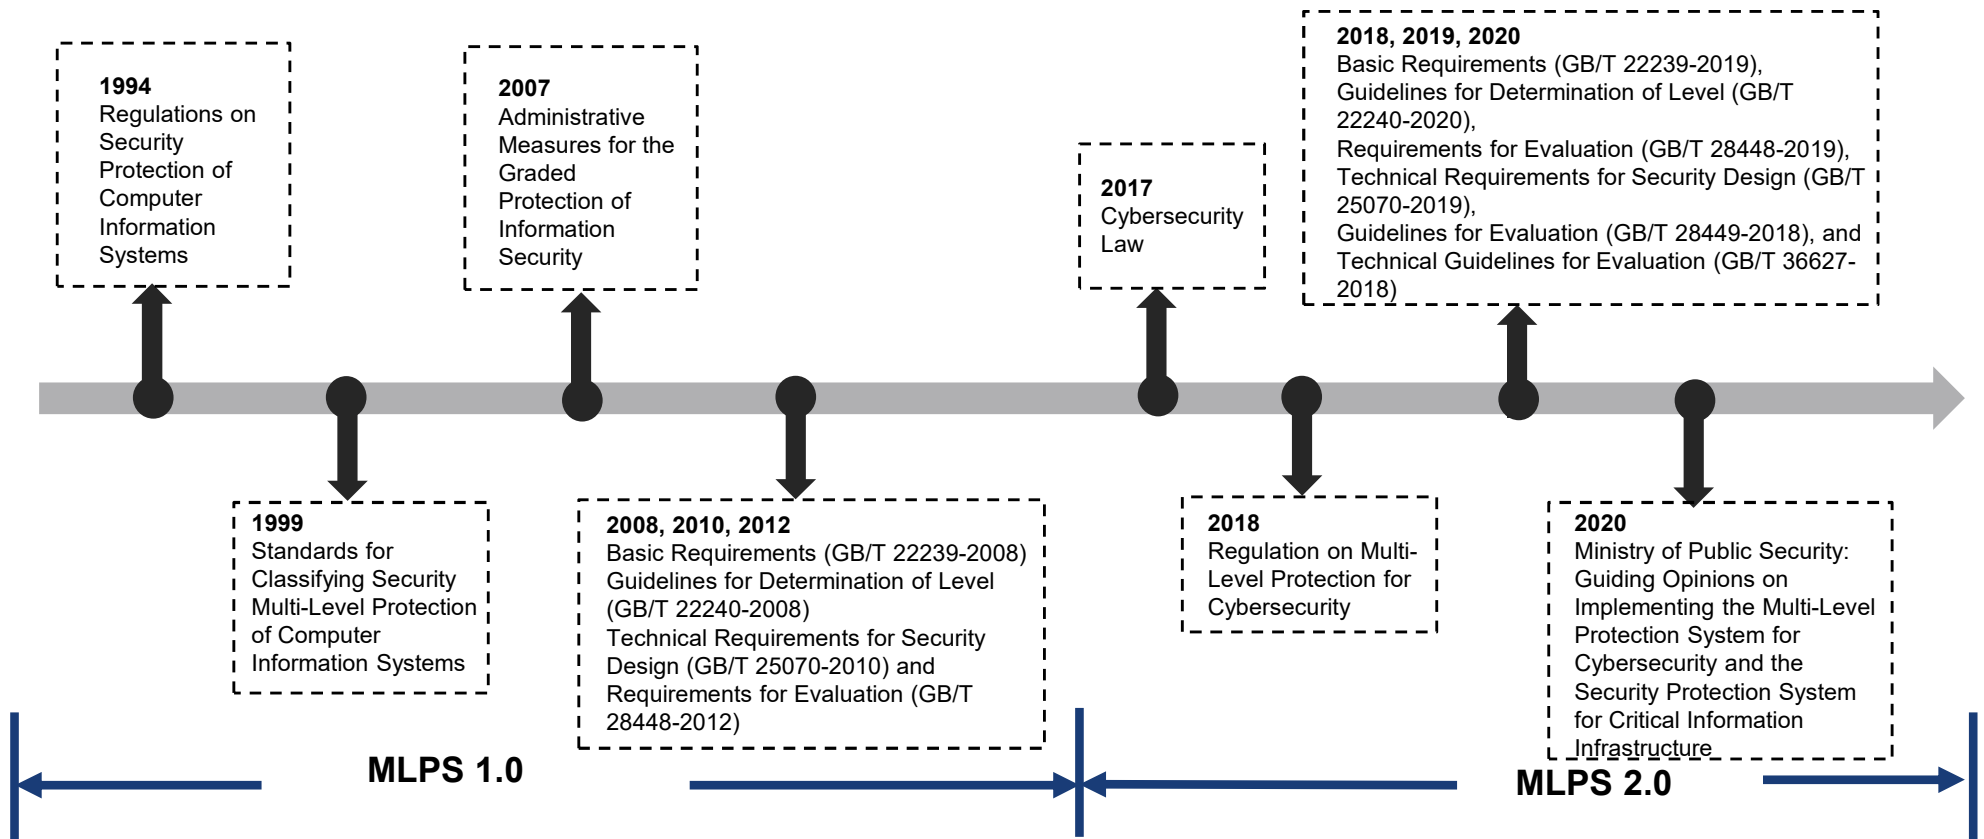 1994
Regulations on
Security
Protection of
Computer
Information
Systems
1999
Standards for
Classifying Security
Multi-Level Protection
of Computer
Information Systems
2007
Administrative
Measures for the
Graded
Protection of
Information
Security
2008, 2010, 2012
Basic Requirements (GB/T 22239-2008)
Guidelines for Determination of Level
(GB/T 22240-2008)
Technical Requirements for Security
Design (GB/T 25070-2010) and
Requirements for Evaluation (GB/T
28448-2012)
2017
Cybersecurity
Law
2018
Regulation on Multi-
Level Protection for
Cybersecurity
2018, 2019, 2020
Basic Requirements (GB/T 22239-2019),
Guidelines for Determination of Level (GB/T
22240-2020),
Requirements for Evaluation (GB/T 28448-2019),
Technical Requirements for Security Design (GB/T
25070-2019),
Guidelines for Evaluation (GB/T 28449-2018), and
Technical Guidelines for Evaluation (GB/T 36627-
2018)
2020
Ministry of Public Security:
Guiding Opinions on
Implementing the Multi-Level
Protection System for
Cybersecurity and the
Security Protection System
for Critical Information
Infrastructure
MLPS 1.0
MLPS 2.0